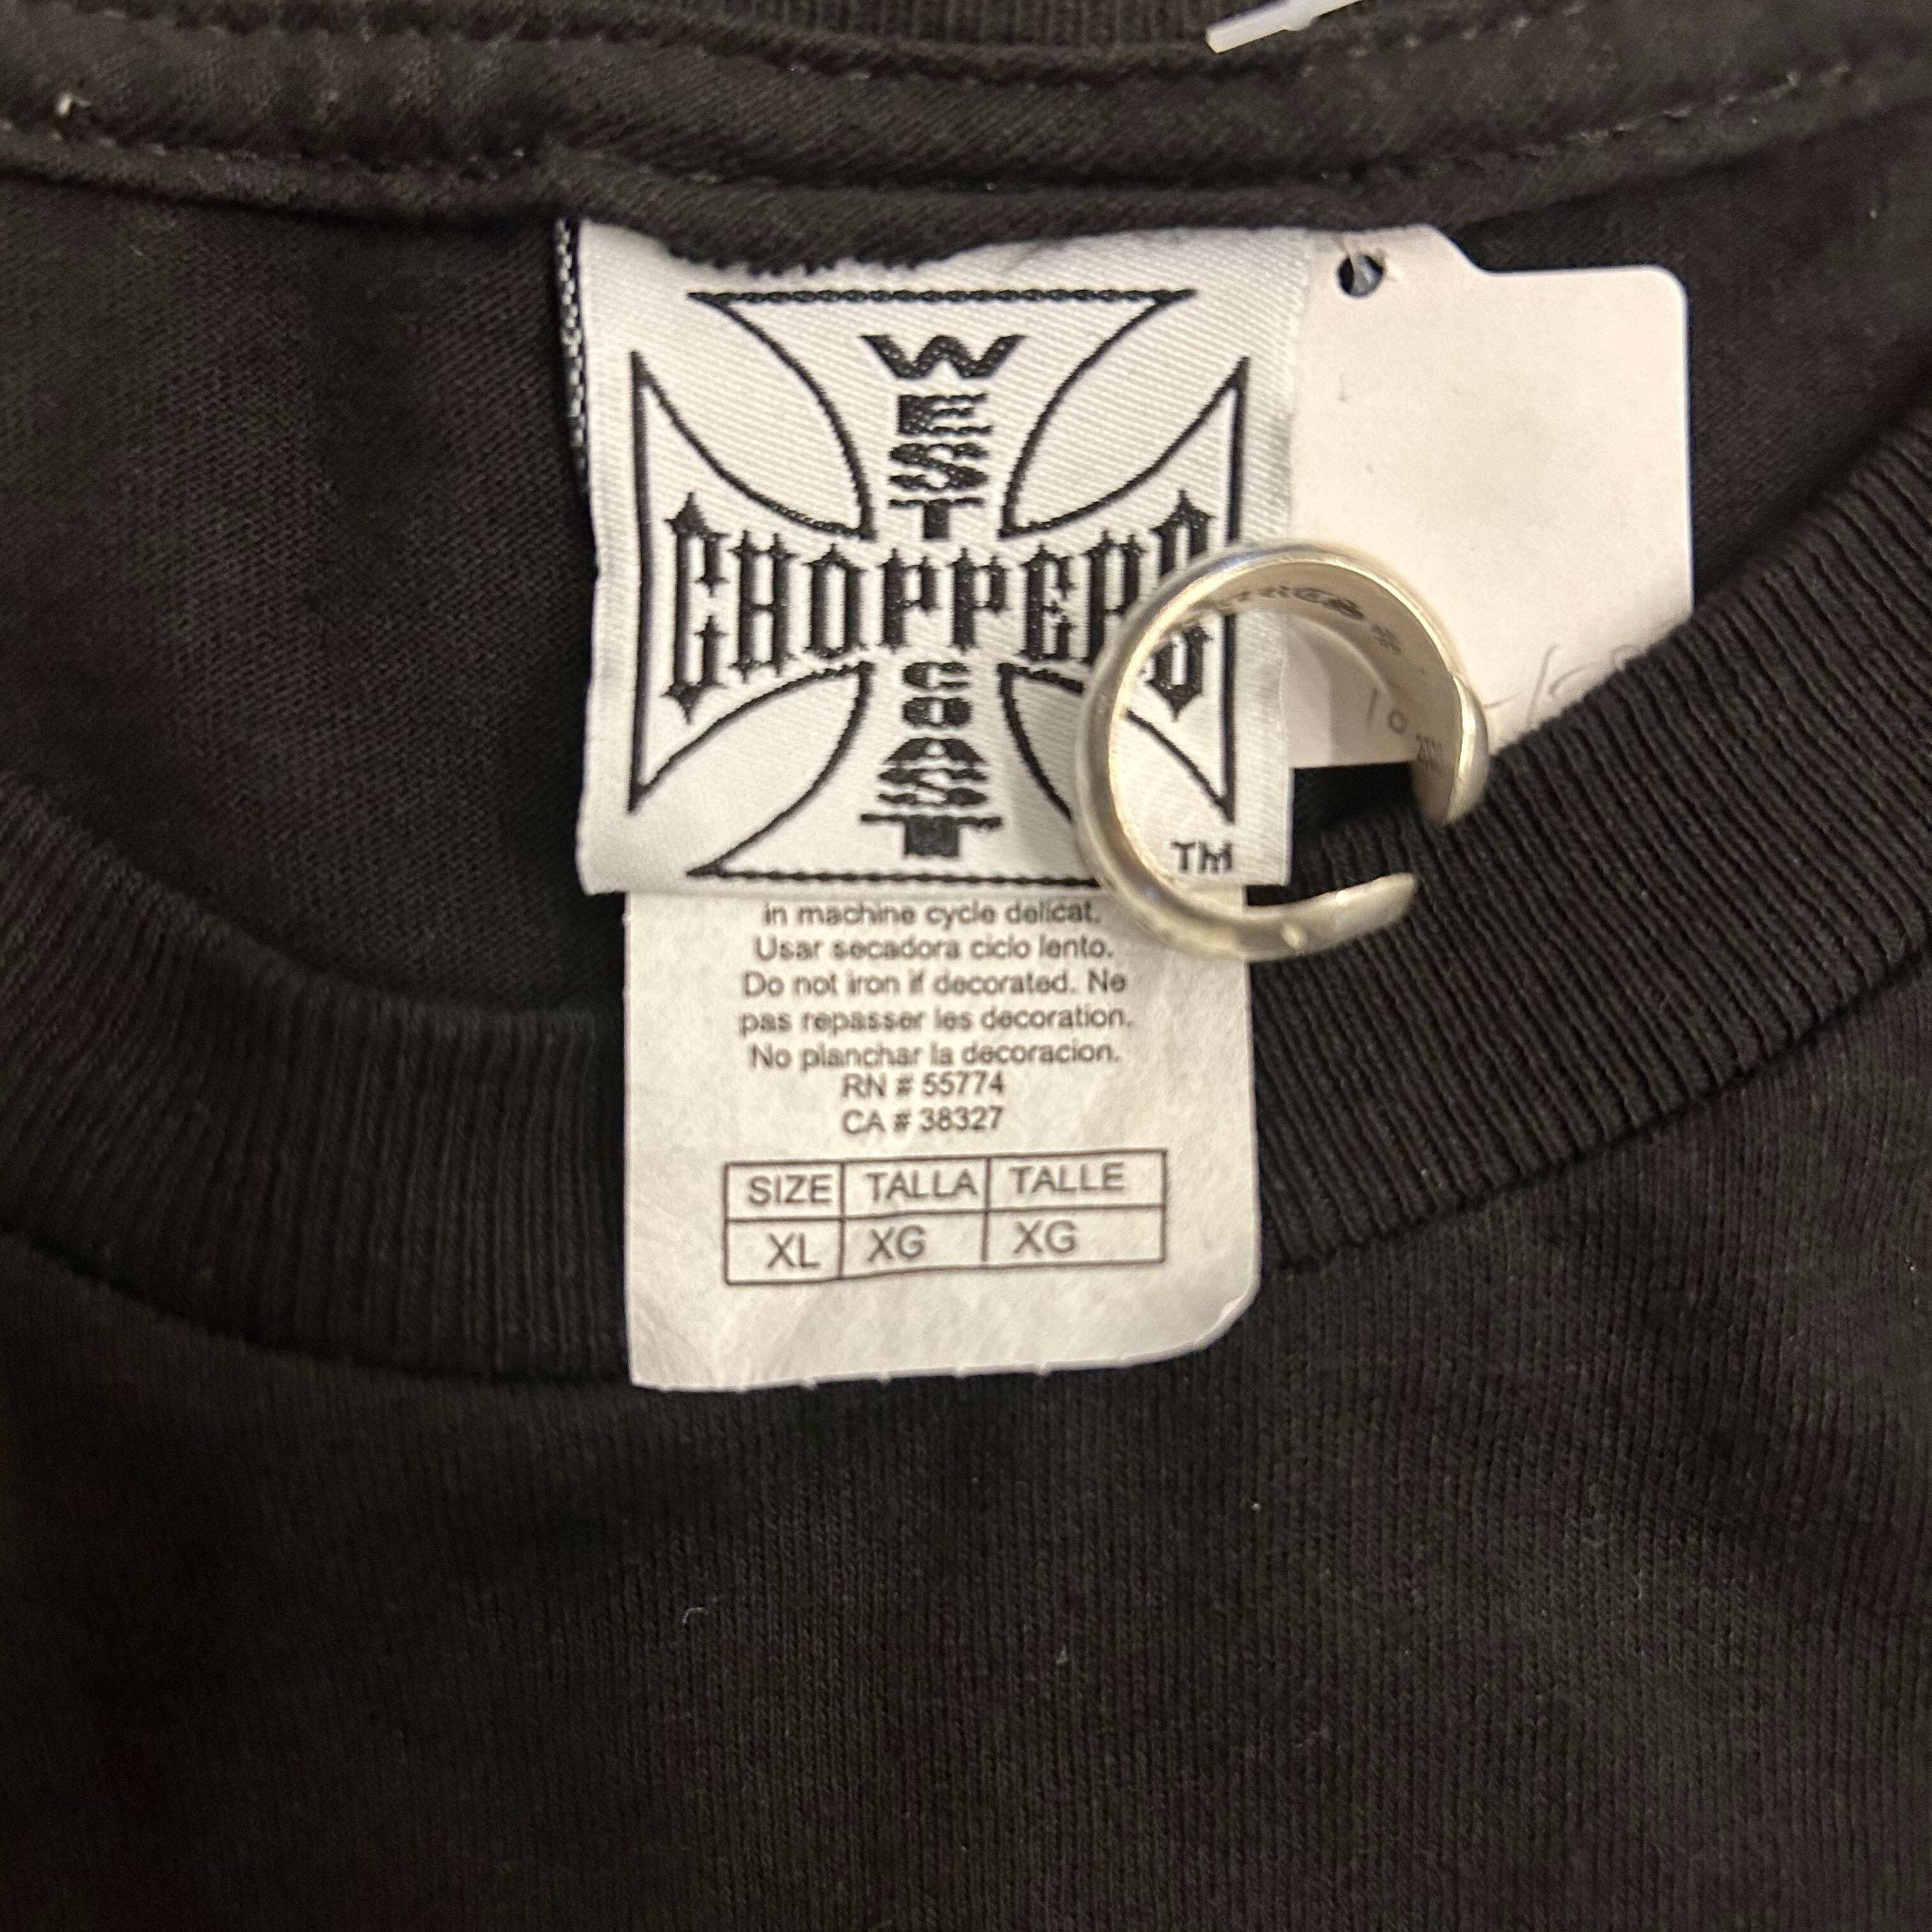 WEST
CHOPPERS
COAST
TM
in machine cycle delicat.
Usar secadora ciclo lento.
Do not iron if decorated. Ne
pas repasser les decoration.
No planchar la decoracion.
RN # 55774
CA # 38327
SIZE TALLA TALLE
XL XG XG